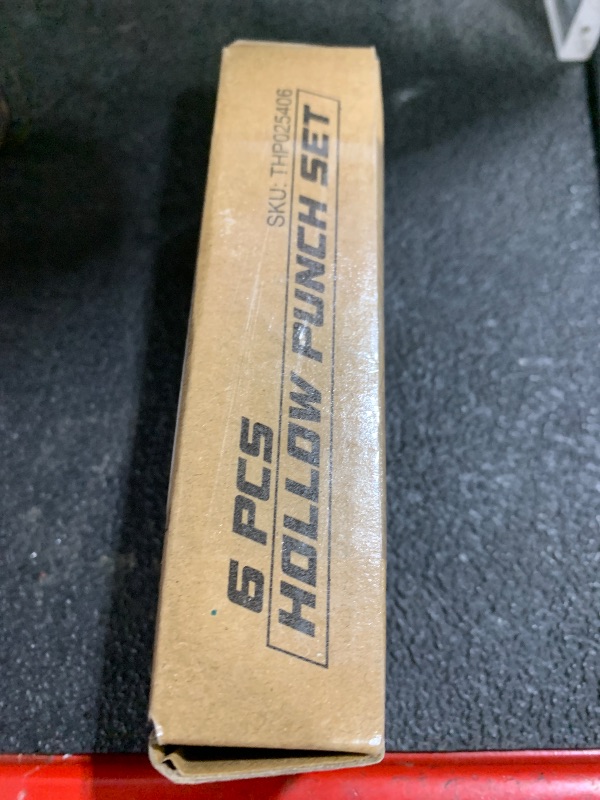 SKU: THP025406
6 PCS
HOLLOW PUNCH SET